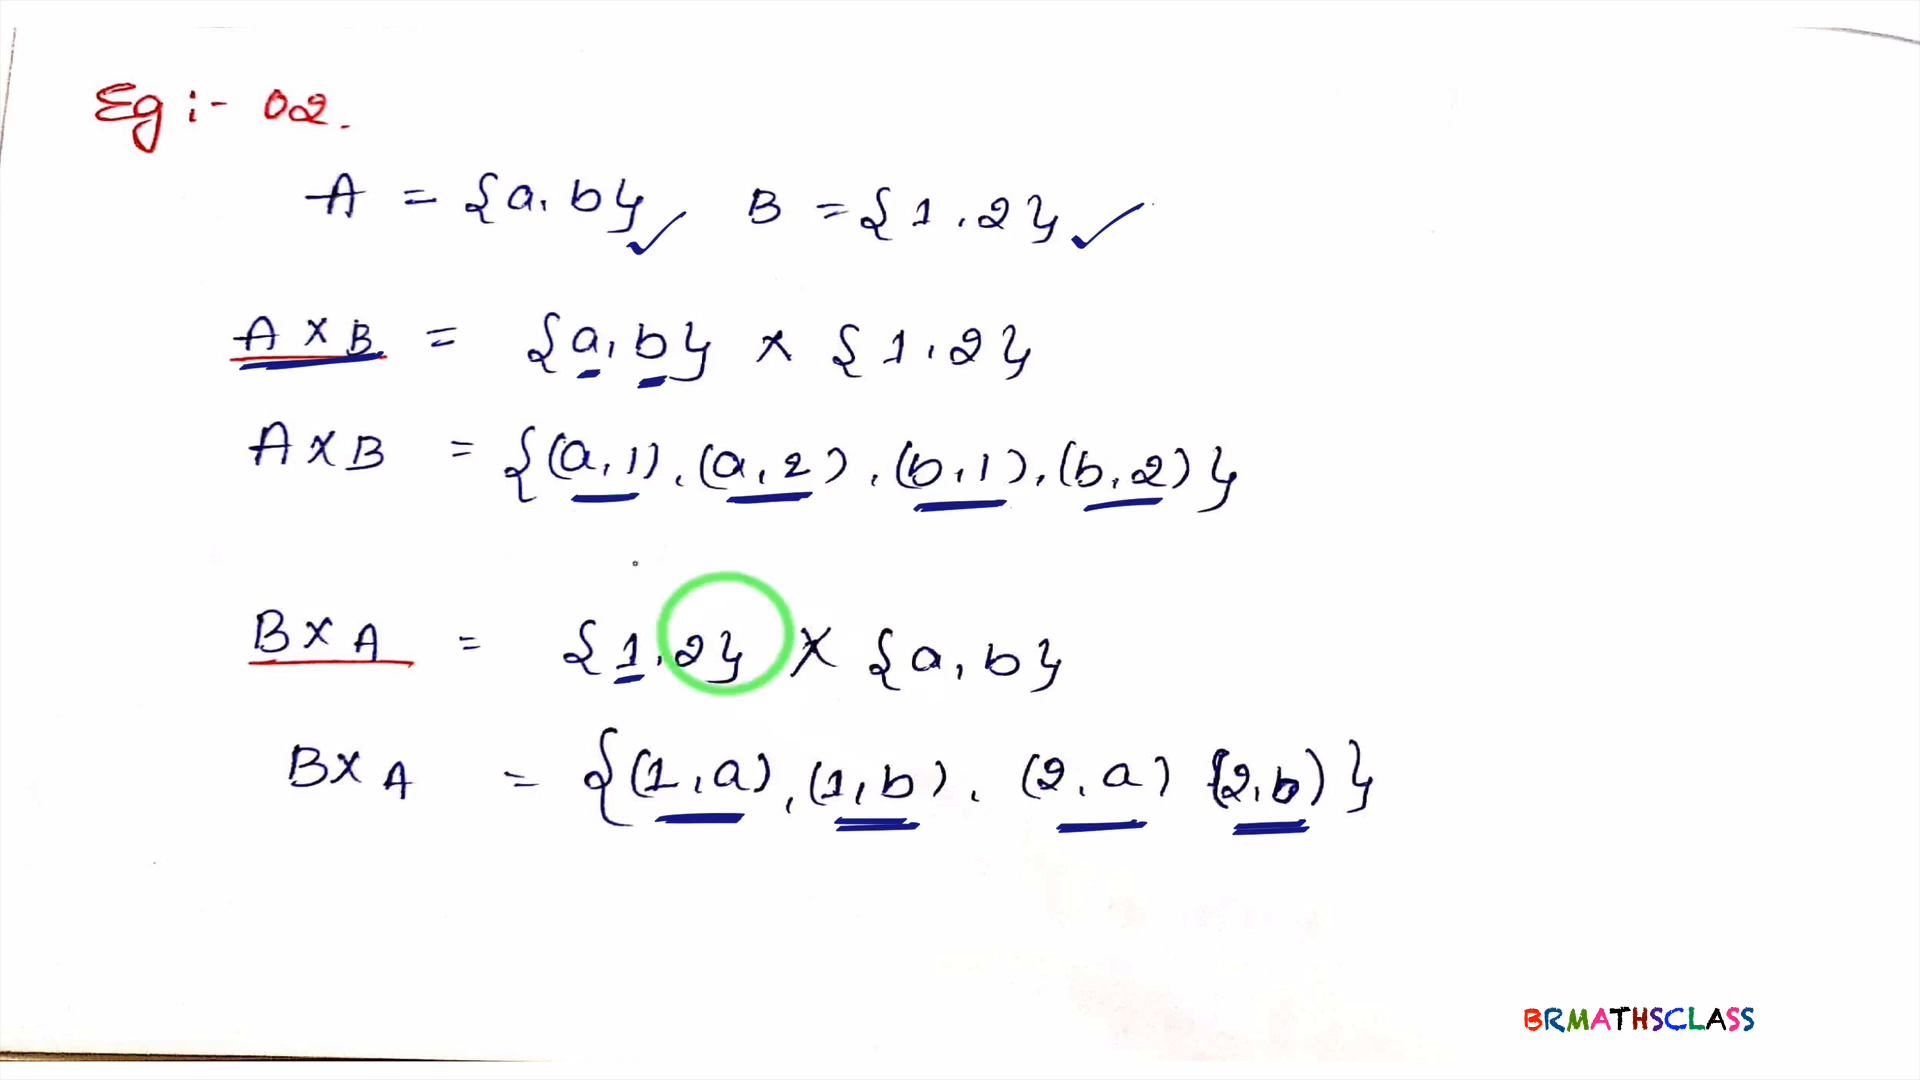 Eg :- 02.
A = {a, b} B = {1, 2}
A × B = {a, b} × {1, 2}
A × B = {(a, 1), (a, 2), (b, 1), (b, 2)}
B × A = {1, 2} × {a, b}
B × A = {(1, a), (1, b), (2, a) (2, b)}
BRMATHSCLASS